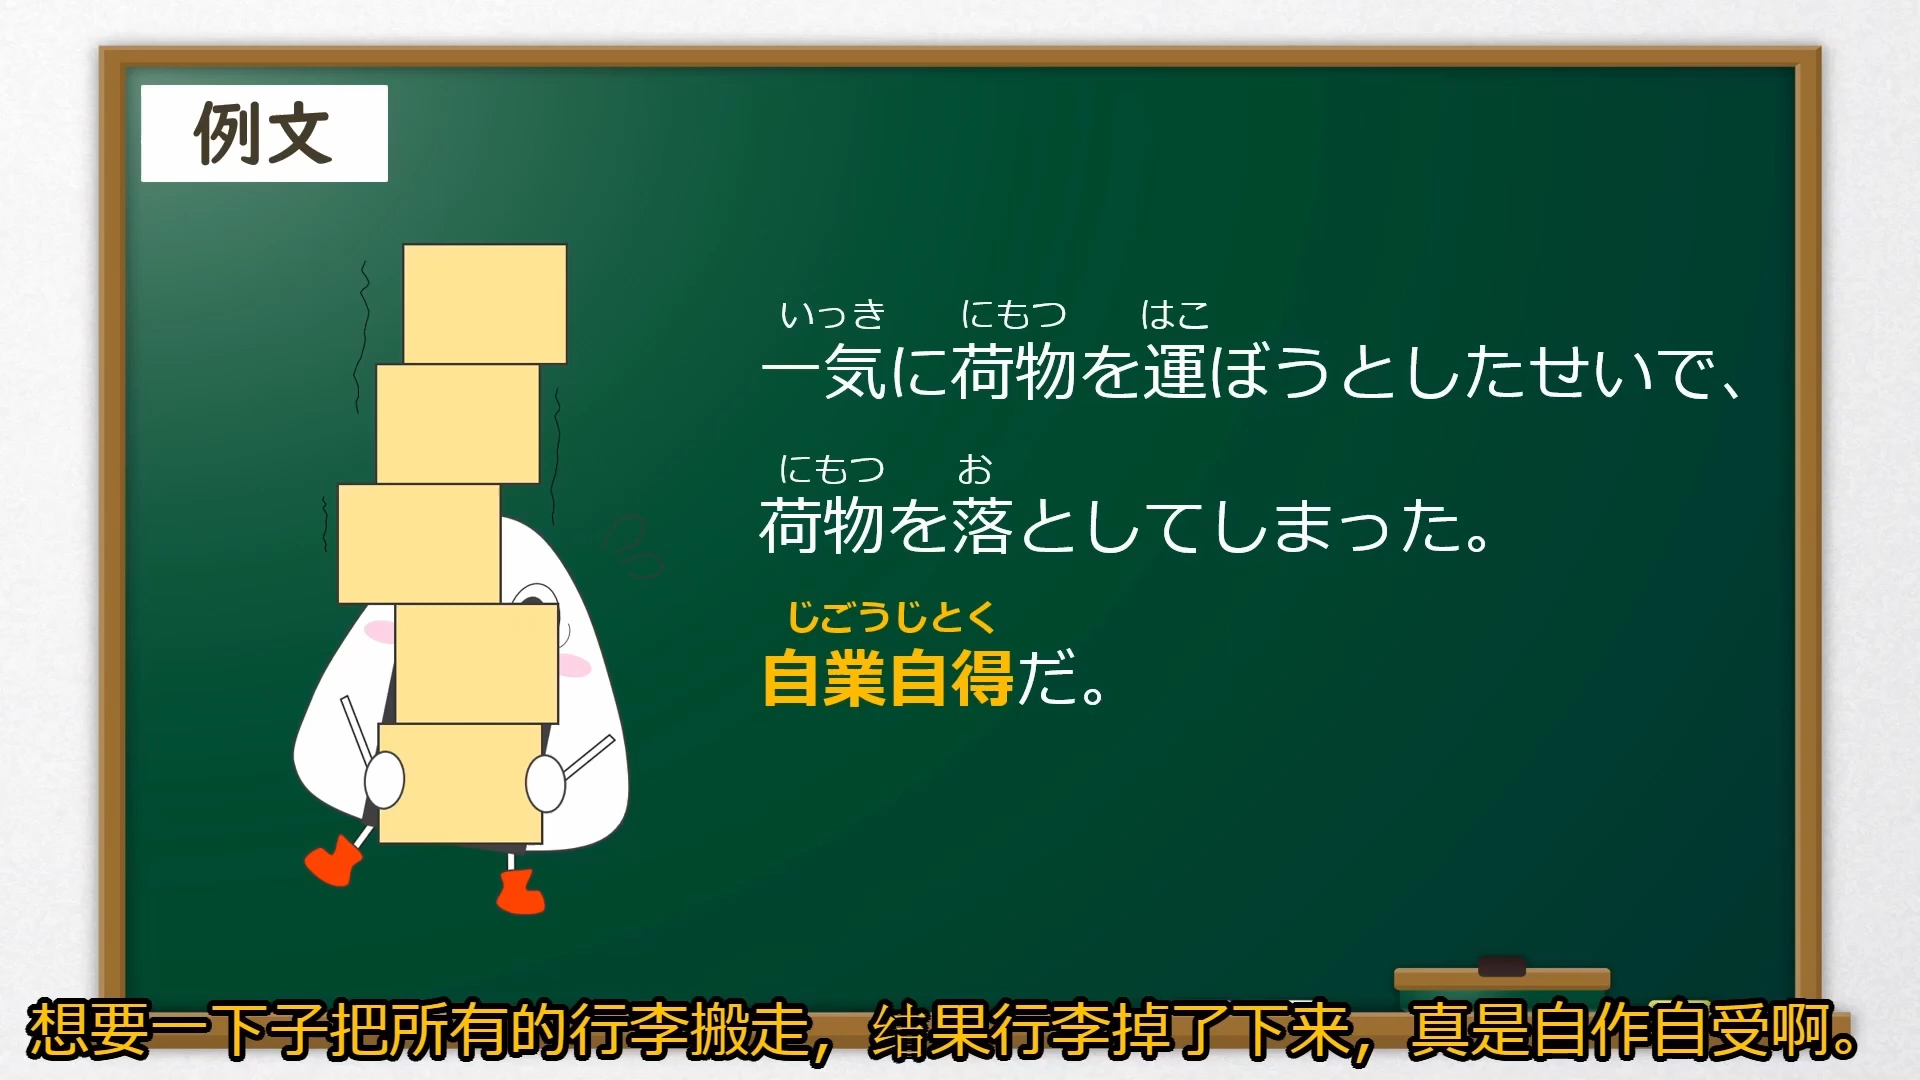 例文
いっき にもつ はこ
一気に荷物を運ぼうとしたせいで、
にもつ お
荷物を落としてしまった。
じごうじとく
自業自得だ。
想要一下子把所有的行李搬走，结果行李掉了下来，真是自作自受啊。